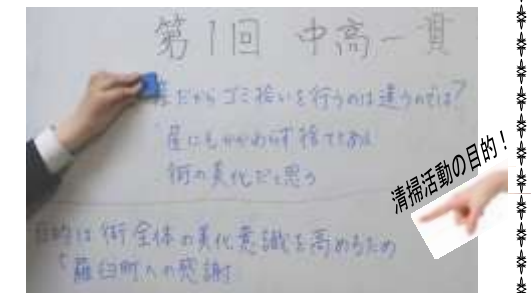 第1回 中高一貫
だからゴミ拾いを行うのは違うのでは?
にもかかわらず捨ててある
街の美化だと思う
目的は街全体の美化意識を高めるため
羅臼町への感謝
清掃活動の目的!